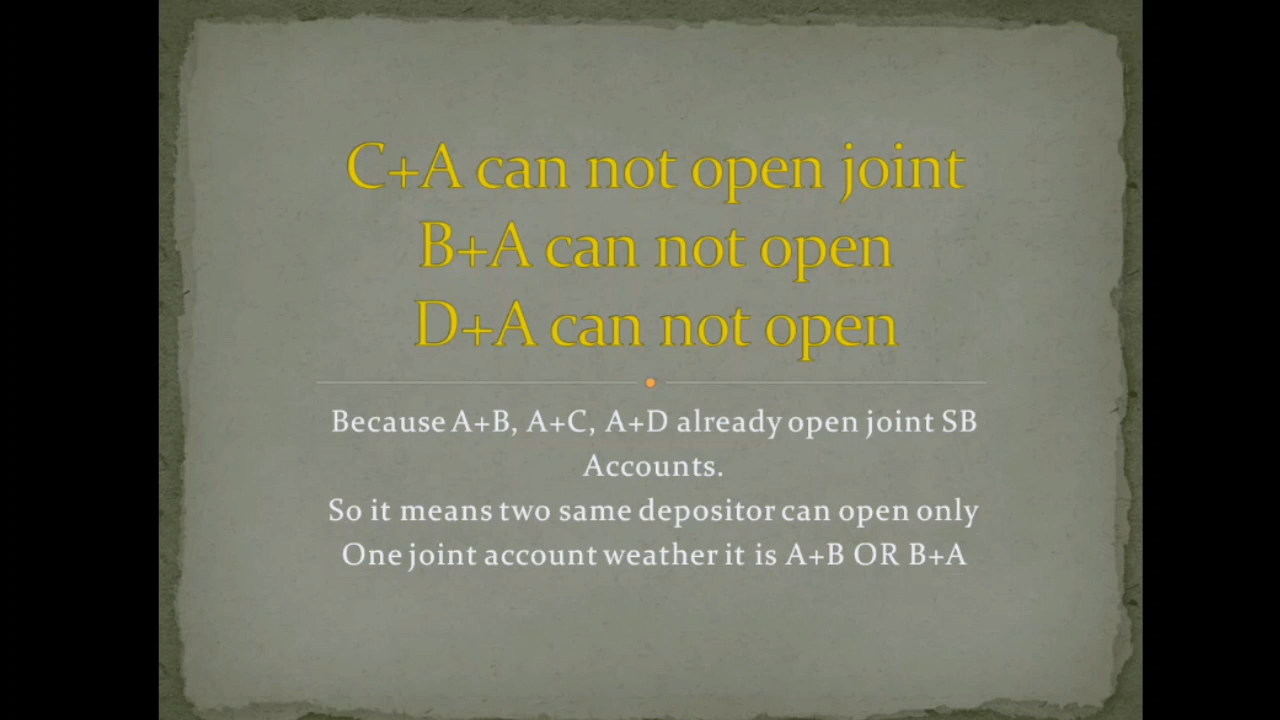 C+A can not open joint
B+A can not open
D+A can not open
Because A+B, A+C, A+D already open joint SB
Accounts.
So it means two same depositor can open only
One joint account weather it is A+B OR B+A